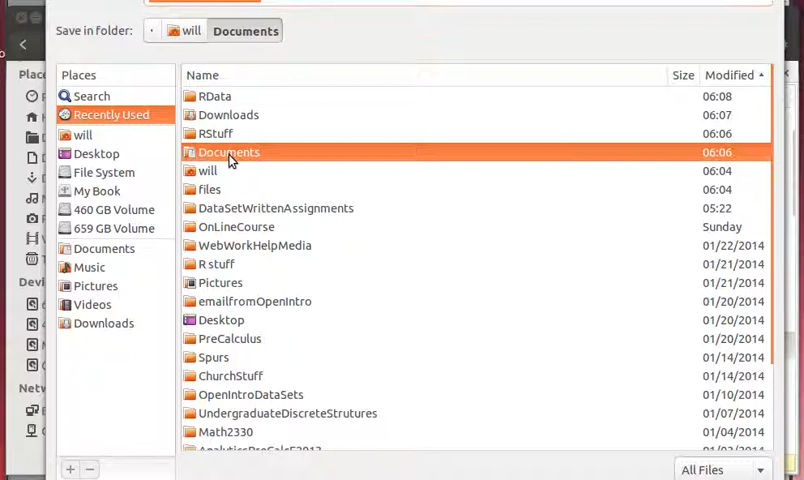 Save in folder: will Documents
Places
Name Size Modified
Search
Recently Used
will
Desktop
File System
My Book
460 GB Volume
659 GB Volume
Documents
Music
Pictures
Videos
Downloads
RData 06:08
Downloads 06:07
RStuff 06:06
Documents 06:06
will 06:04
files 06:04
DataSetWrittenAssignments 05:22
OnLineCourse Sunday
WebWorkHelpMedia 01/22/2014
R stuff 01/21/2014
Pictures 01/21/2014
emailfromOpenIntro 01/20/2014
Desktop 01/20/2014
PreCalculus 01/20/2014
Spurs 01/14/2014
ChurchStuff 01/14/2014
OpenIntroDataSets 01/10/2014
UndergraduateDiscreteStrutures 01/07/2014
Math2330 01/04/2014
All Files
Place
Devi
Netw